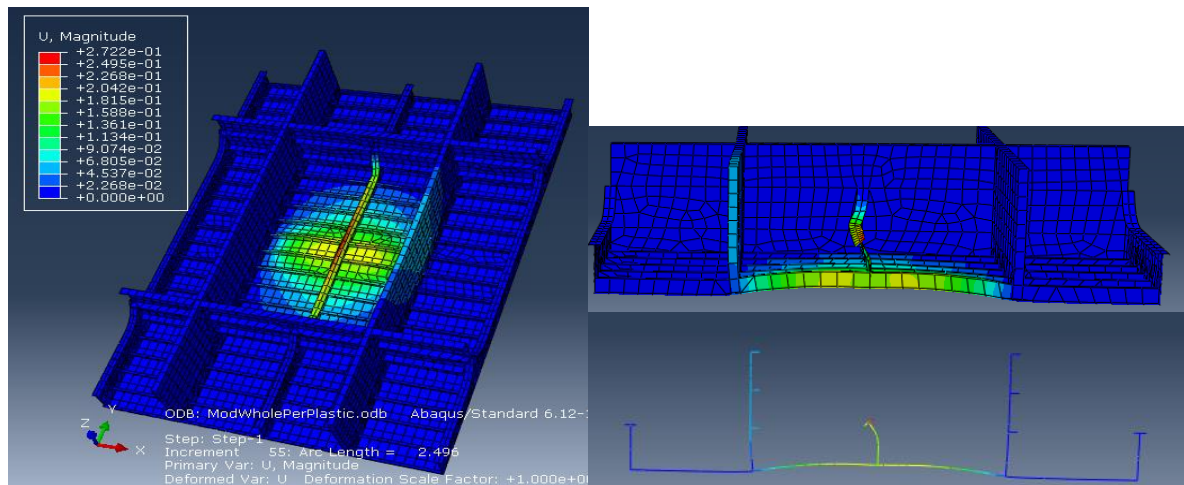 U, Magnitude
+2.722e-01
+2.495e-01
+2.268e-01
+2.042e-01
+1.815e-01
+1.588e-01
+1.361e-01
+1.134e-01
+9.074e-02
+6.805e-02
+4.537e-02
+2.268e-02
+0.000e+00
Y
Z
X
ODB: ModWholePerPlastic.odb Abaqus/Standard 6.12-
Step: Step-1
Increment 55: Arc Length = 2.496
Primary Var: U, Magnitude
Deformed Var: U Deformation Scale Factor: +1.000e+0